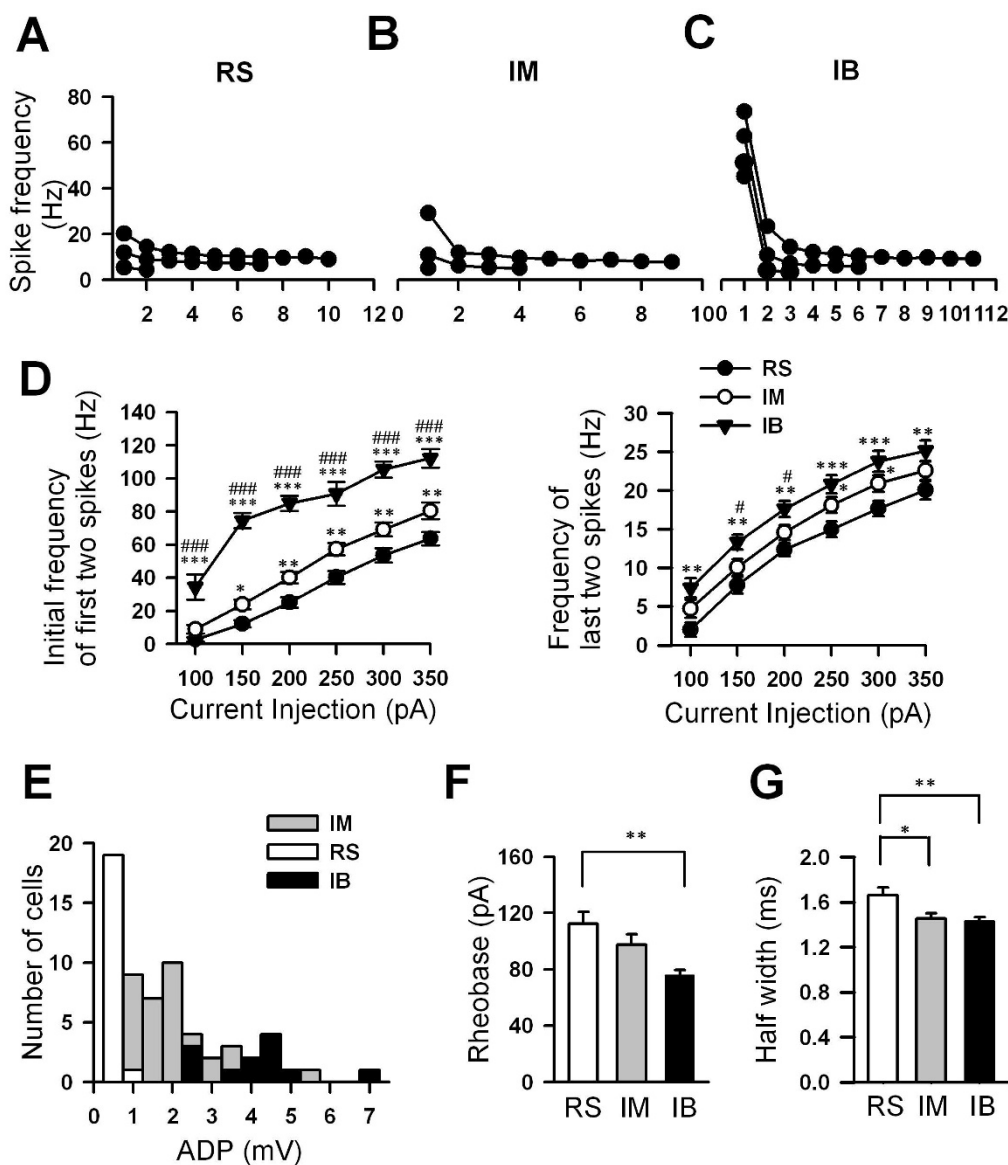 A
B
C
RS
IM
IB
Spike frequency
(Hz)
80
60
40
20
0
2 4 6 8 10 12
0 2 4 6 8 100
0 1 2 3 4 5 6 7 8 9 10 11 12
D
Initial frequency
of first two spikes (Hz)
140
120
100
80
60
40
20
0
### ### ### ### ### ###
*** *** *** *** *** ***
* ** ** ** **
100 150 200 250 300 350
Current Injection (pA)
RS
IM
IB
Frequency of
last two spikes (Hz)
30
25
20
15
10
5
0
# #
** ** ** *** *** **
* *
100 150 200 250 300 350
Current Injection (pA)
E
IM
RS
IB
Number of cells
20
15
10
5
0
0 1 2 3 4 5 6 7
ADP (mV)
F
**
Rheobase (pA)
160
120
80
40
0
RS IM IB
G
**
*
Half width (ms)
2.0
1.6
1.2
0.8
0.4
0.0
RS IM IB